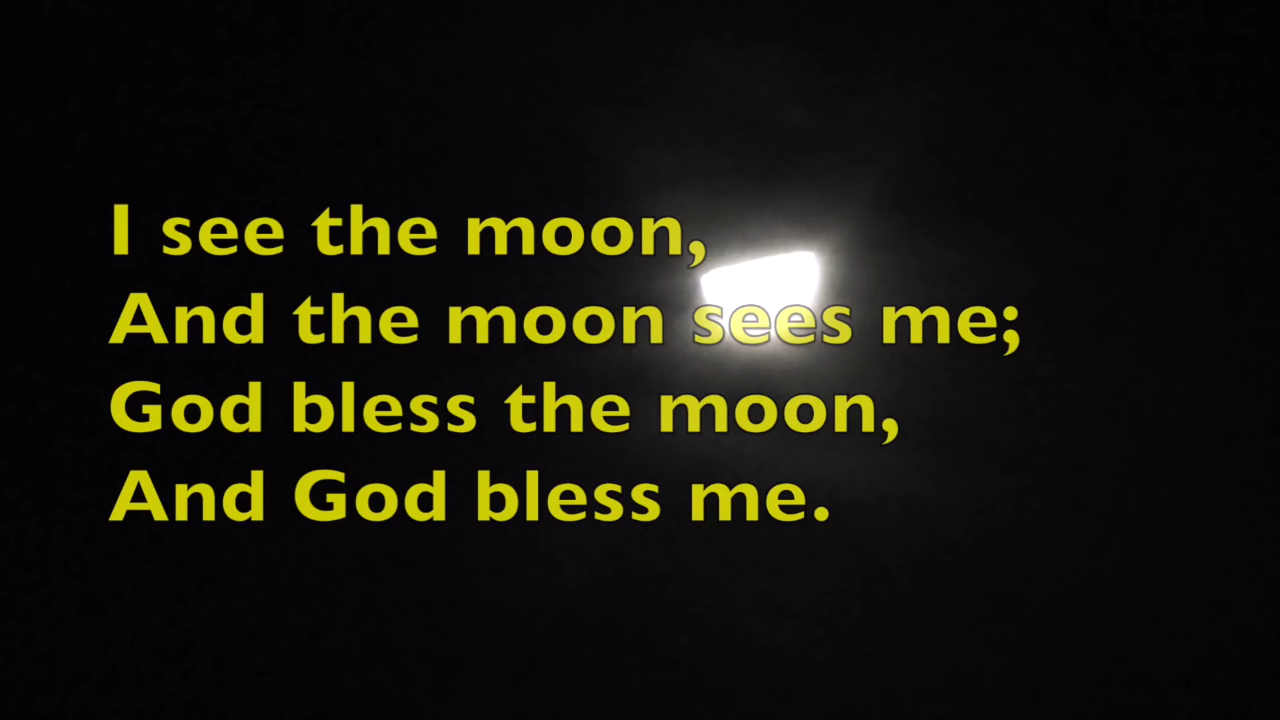 I see the moon,
And the moon sees me;
God bless the moon,
And God bless me.